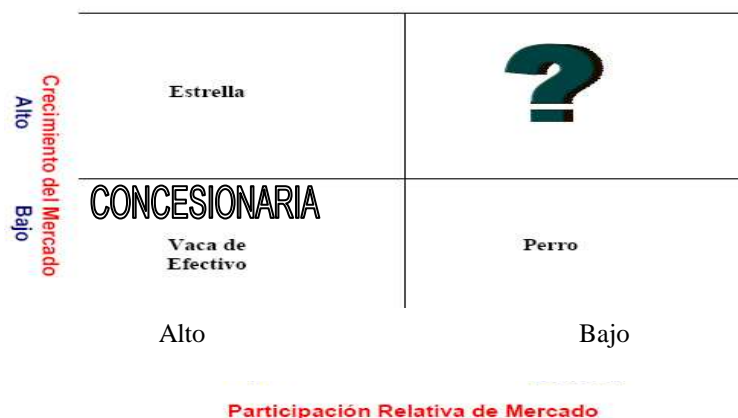 Estrella
?
Crecimiento del Mercado
Alto
Bajo
CONCESIONARIA
Vaca de
Efectivo
Perro
Alto
Bajo
Participación Relativa de Mercado